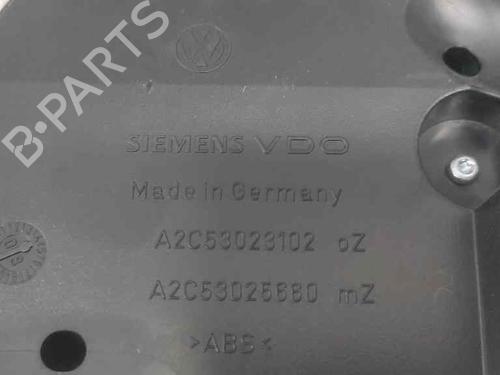 B-PARTS
SIEMENS VDO
Made in Germany
A2C53023102 oZ
A2C53025680 mZ
>ABS<